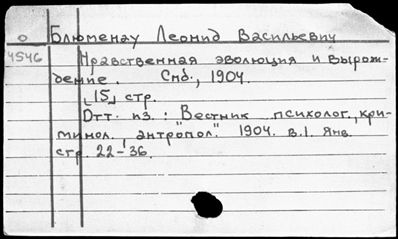 О Блюменау Леонид Васильевич
4546 Нравственная эволюция и вырож-
дение. Спб., 1904.
[15] стр.
Отт. из.: "Вестник психолог., кри-
минол., антропол." 1904. в.1. Янв.
стр. 22-36.